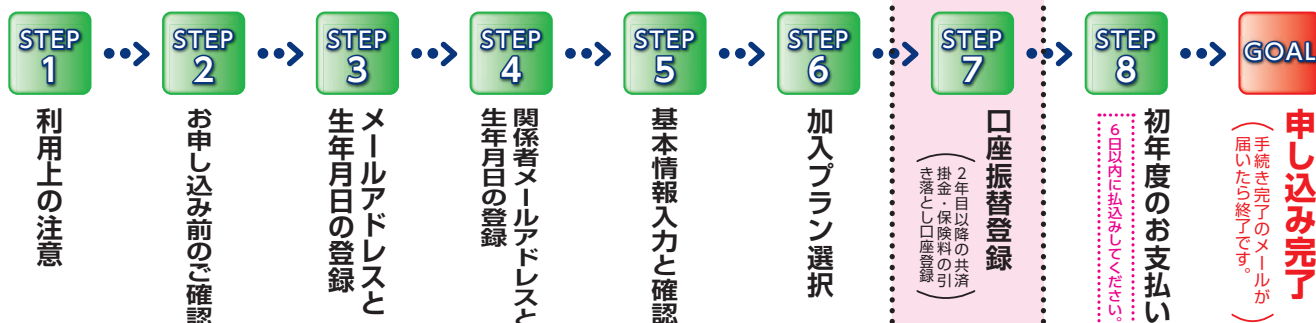 STEP
1
利用上の注意
STEP
2
お申し込み前のご確認
STEP
3
メールアドレスと
生年月日の登録
STEP
4
関係者メールアドレスと
生年月日の登録
STEP
5
基本情報入力と確認
STEP
6
加入プラン選択
STEP
7
口座振替登録
(2年目以降の共済
掛金・保険料の引
き落とし口座登録)
STEP
8
初年度のお支払い
6日以内に払込みしてください。
GOAL
申し込み完了
(手続き完了のメールが
届いたら終了です。)